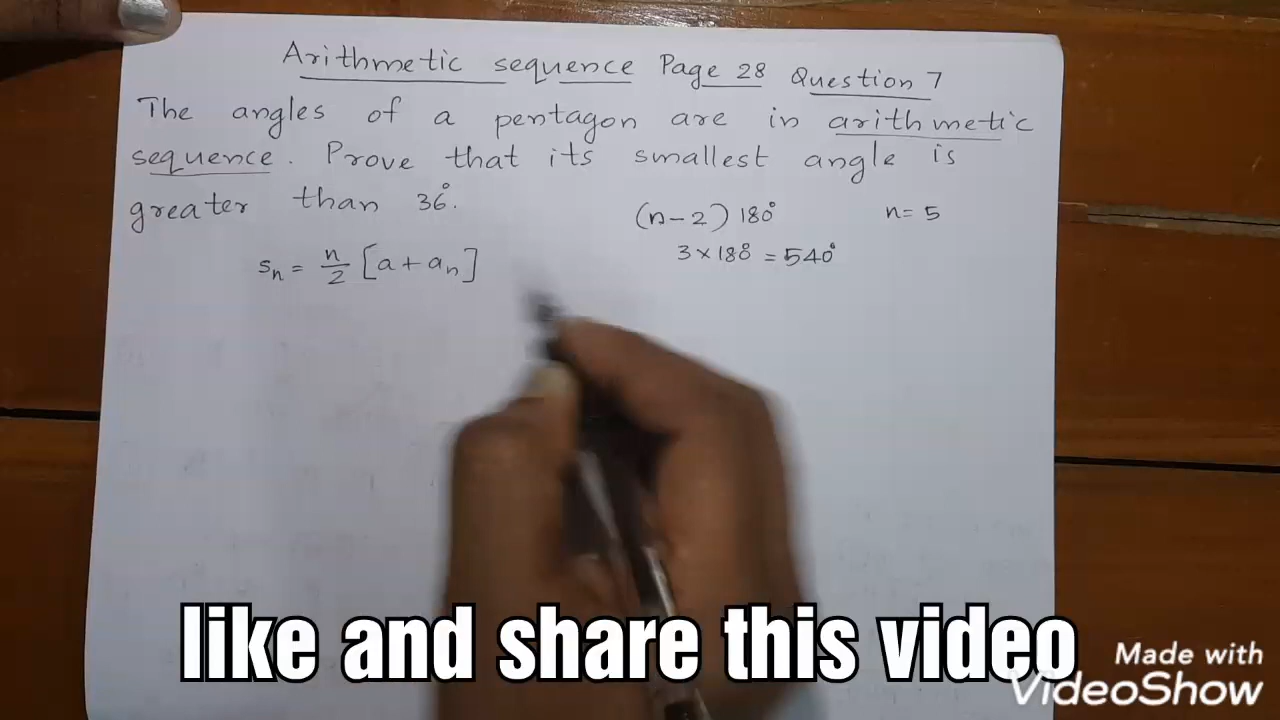 Arithmetic sequence Page 28 Question 7
The angles of a pentagon are in arithmetic
sequence. Prove that its smallest angle is
greater than 36°.
(n-2) 180° n= 5
3 × 180° = 540°
Sn = n/2 [a + an]
like and share this video
Made with
VideoShow